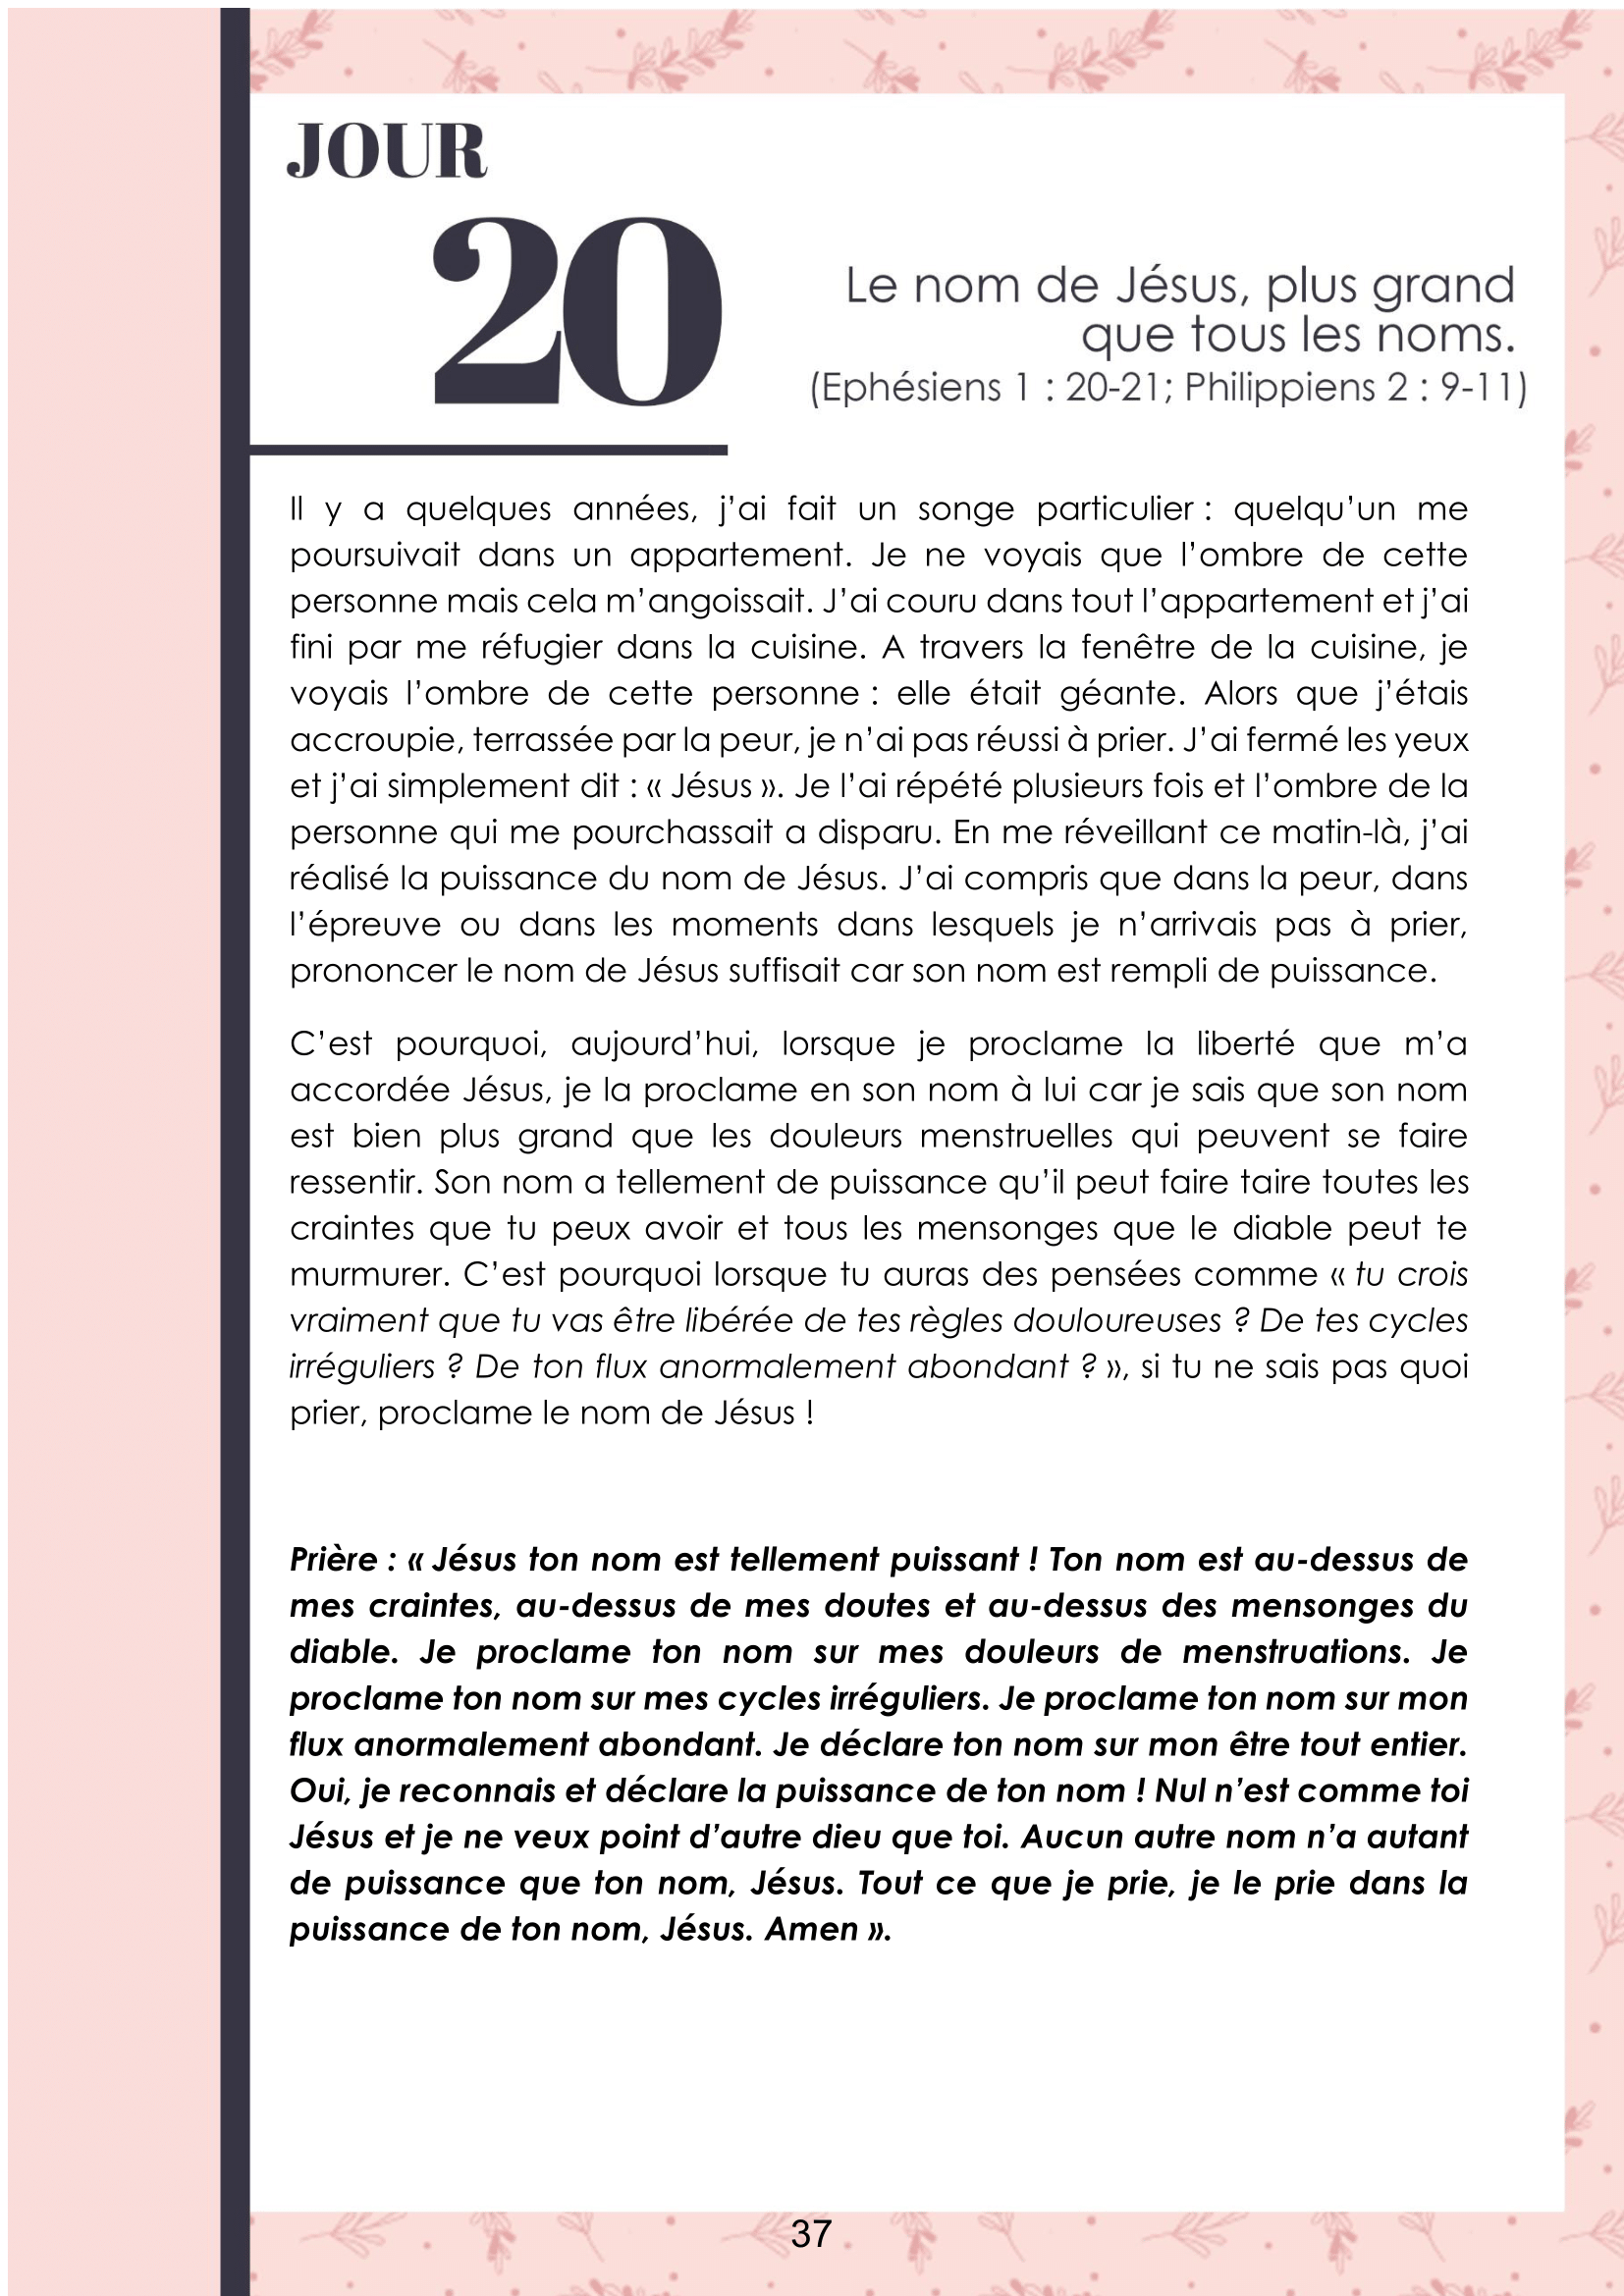 JOUR
20
Le nom de Jésus, plus grand
que tous les noms.
(Ephésiens 1 : 20-21; Philippiens 2 : 9-11)
Il y a quelques années, j’ai fait un songe particulier : quelqu’un me
poursuivait dans un appartement. Je ne voyais que l’ombre de cette
personne mais cela m’angoissait. J’ai couru dans tout l’appartement et j’ai
fini par me réfugier dans la cuisine. A travers la fenêtre de la cuisine, je
voyais l’ombre de cette personne : elle était géante. Alors que j’étais
accroupie, terrassée par la peur, je n’ai pas réussi à prier. J’ai fermé les yeux
et j’ai simplement dit : « Jésus ». Je l’ai répété plusieurs fois et l’ombre de la
personne qui me pourchassait a disparu. En me réveillant ce matin-là, j’ai
réalisé la puissance du nom de Jésus. J’ai compris que dans la peur, dans
l’épreuve ou dans les moments dans lesquels je n’arrivais pas à prier,
prononcer le nom de Jésus suffisait car son nom est rempli de puissance.
C’est pourquoi, aujourd’hui, lorsque je proclame la liberté que m’a
accordée Jésus, je la proclame en son nom à lui car je sais que son nom
est bien plus grand que les douleurs menstruelles qui peuvent se faire
ressentir. Son nom a tellement de puissance qu’il peut faire taire toutes les
craintes que tu peux avoir et tous les mensonges que le diable peut te
murmurer. C’est pourquoi lorsque tu auras des pensées comme « tu crois
vraiment que tu vas être libérée de tes règles douloureuses ? De tes cycles
irréguliers ? De ton flux anormalement abondant ? », si tu ne sais pas quoi
prier, proclame le nom de Jésus !
Prière : « Jésus ton nom est tellement puissant ! Ton nom est au-dessus de
mes craintes, au-dessus de mes doutes et au-dessus des mensonges du
diable. Je proclame ton nom sur mes douleurs de menstruations. Je
proclame ton nom sur mes cycles irréguliers. Je proclame ton nom sur mon
flux anormalement abondant. Je déclare ton nom sur mon être tout entier.
Oui, je reconnais et déclare la puissance de ton nom ! Nul n’est comme toi
Jésus et je ne veux point d’autre dieu que toi. Aucun autre nom n’a autant
de puissance que ton nom, Jésus. Tout ce que je prie, je le prie dans la
puissance de ton nom, Jésus. Amen ».
37